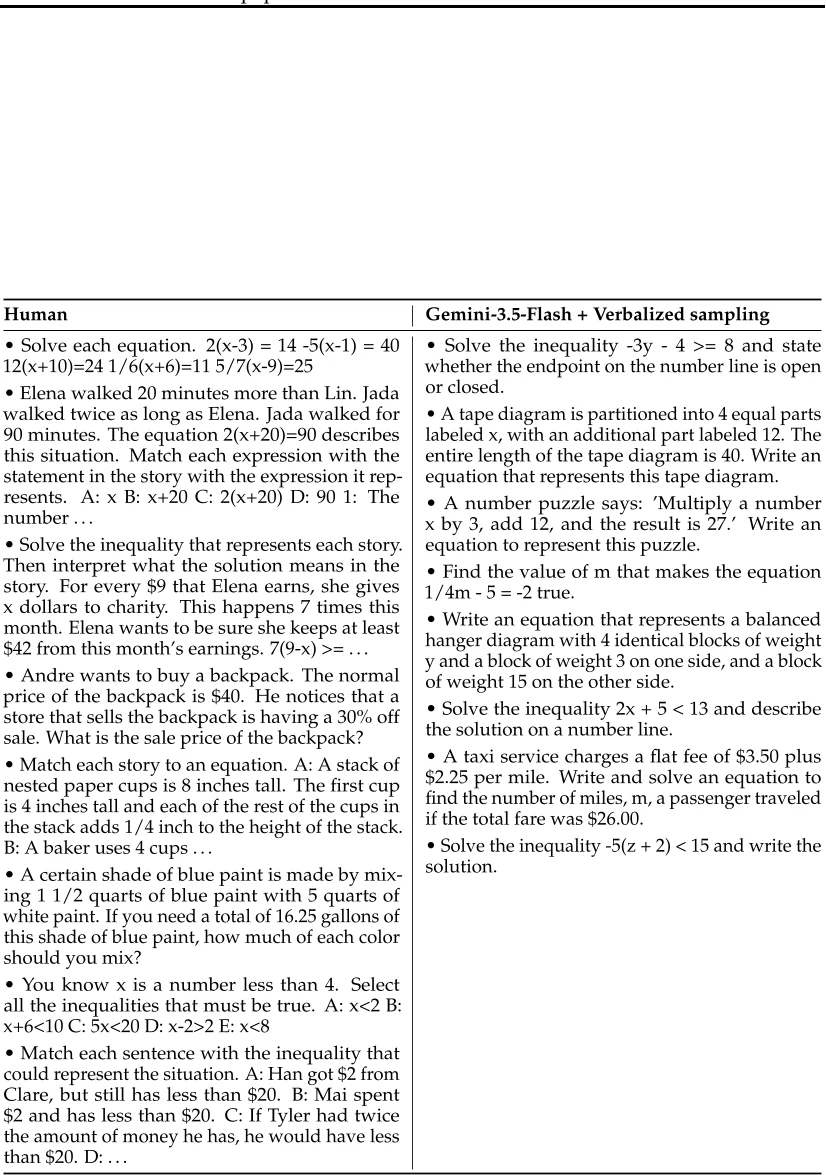 Human
• Solve each equation. 2(x-3) = 14 -5(x-1) = 40
12(x+10)=24 1/6(x+6)=11 5/7(x-9)=25
• Elena walked 20 minutes more than Lin. Jada
walked twice as long as Elena. Jada walked for
90 minutes. The equation 2(x+20)=90 describes
this situation. Match each expression with the
statement in the story with the expression it rep-
resents. A: x B: x+20 C: 2(x+20) D: 90 1: The
number ...
• Solve the inequality that represents each story.
Then interpret what the solution means in the
story. For every $9 that Elena earns, she gives
x dollars to charity. This happens 7 times this
month. Elena wants to be sure she keeps at least
$42 from this month's earnings. 7(9-x) >= ...
• Andre wants to buy a backpack. The normal
price of the backpack is $40. He notices that a
store that sells the backpack is having a 30% off
sale. What is the sale price of the backpack?
• Match each story to an equation. A: A stack of
nested paper cups is 8 inches tall. The first cup
is 4 inches tall and each of the rest of the cups in
the stack adds 1/4 inch to the height of the stack.
B: A baker uses 4 cups ...
• A certain shade of blue paint is made by mix-
ing 1 1/2 quarts of blue paint with 5 quarts of
white paint. If you need a total of 16.25 gallons of
this shade of blue paint, how much of each color
should you mix?
• You know x is a number less than 4. Select
all the inequalities that must be true. A: x<2 B:
x+6<10 C: 5x<20 D: x-2>2 E: x<8
• Match each sentence with the inequality that
could represent the situation. A: Han got $2 from
Clare, but still has less than $20. B: Mai spent
$2 and has less than $20. C: If Tyler had twice
the amount of money he has, he would have less
than $20. D: ...
Gemini-3.5-Flash + Verbalized sampling
• Solve the inequality -3y - 4 >= 8 and state
whether the endpoint on the number line is open
or closed.
• A tape diagram is partitioned into 4 equal parts
labeled x, with an additional part labeled 12. The
entire length of the tape diagram is 40. Write an
equation that represents this tape diagram.
• A number puzzle says: 'Multiply a number
x by 3, add 12, and the result is 27.' Write an
equation to represent this puzzle.
• Find the value of m that makes the equation
1/4m - 5 = -2 true.
• Write an equation that represents a balanced
hanger diagram with 4 identical blocks of weight
y and a block of weight 3 on one side, and a block
of weight 15 on the other side.
• Solve the inequality 2x + 5 < 13 and describe
the solution on a number line.
• A taxi service charges a flat fee of $3.50 plus
$2.25 per mile. Write and solve an equation to
find the number of miles, m, a passenger traveled
if the total fare was $26.00.
• Solve the inequality -5(z + 2) < 15 and write the
solution.